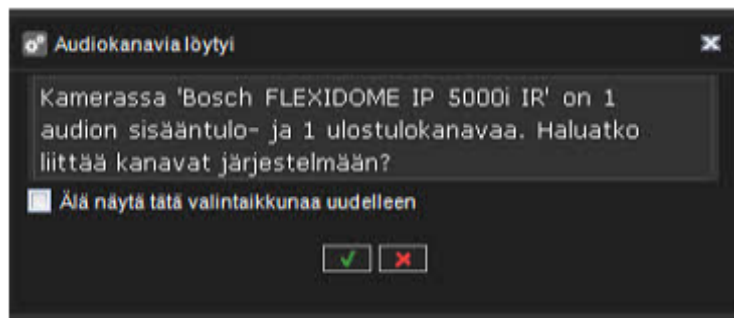 Audiokanavia löytyi
Kamerassa 'Bosch FLEXIDOME IP 5000i IR' on 1
audion sisääntulo- ja 1 ulostulokanavaa. Haluatko
liittää kanavat järjestelmään?
Älä näytä tätä valintaikkunaa uudelleen